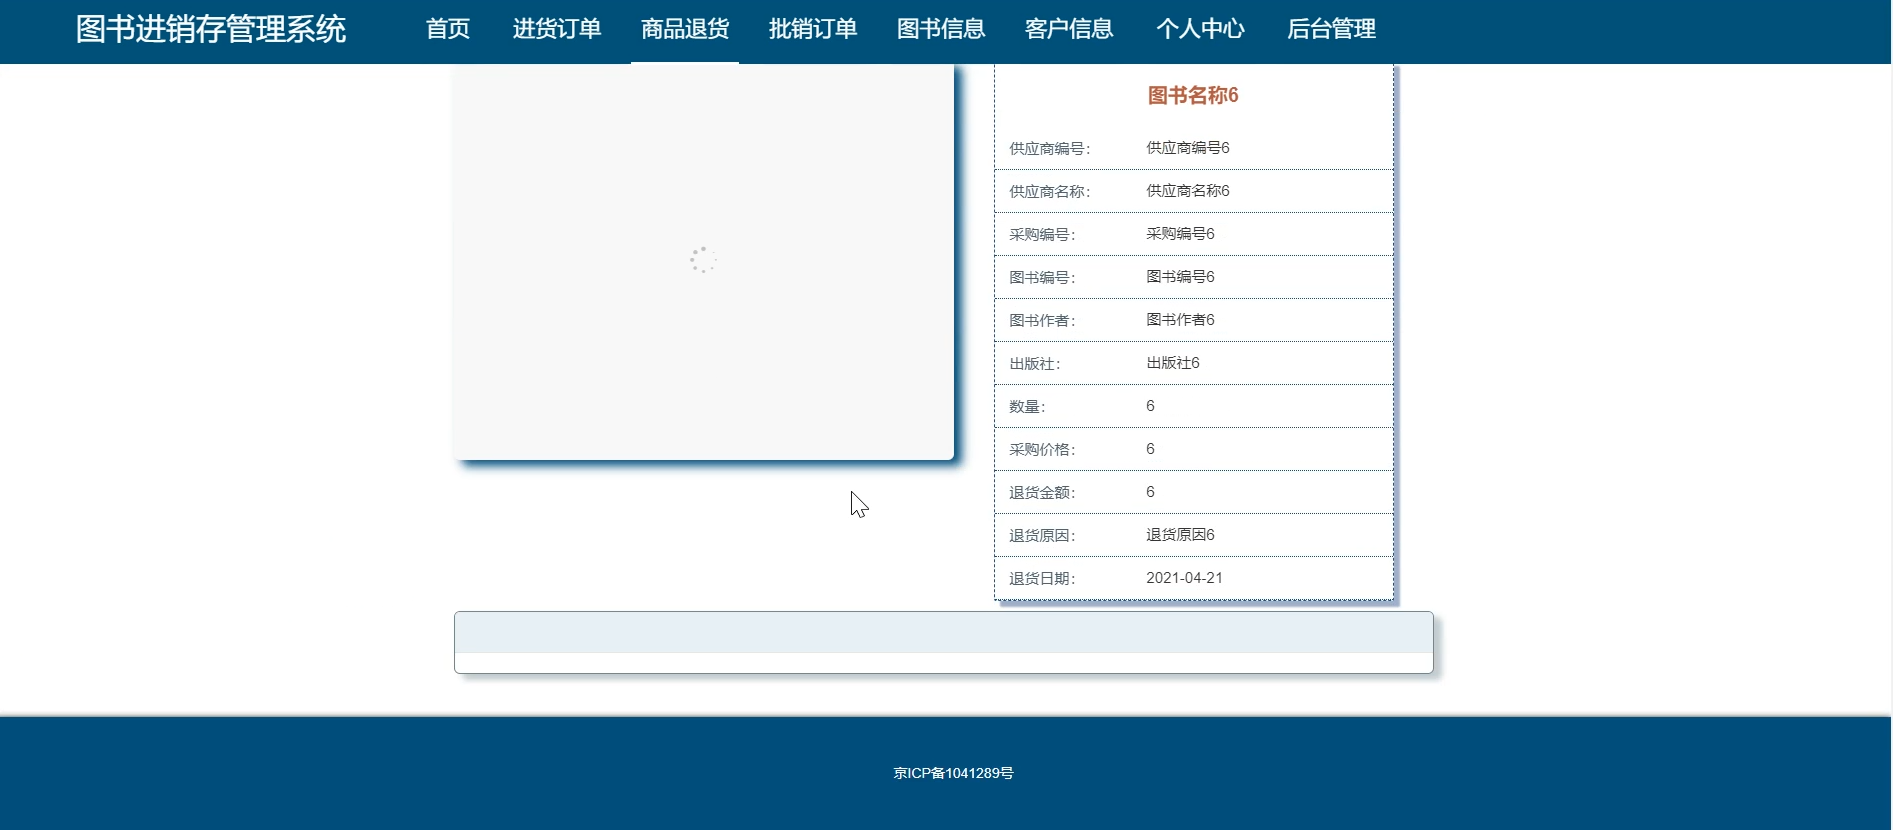 图书进销存管理系统 首页 进货订单 商品退货 批销订单 图书信息 客户信息 个人中心 后台管理
图书名称6
供应商编号: 供应商编号6
供应商名称: 供应商名称6
采购编号: 采购编号6
图书编号: 图书编号6
图书作者: 图书作者6
出版社: 出版社6
数量: 6
采购价格: 6
退货金额: 6
退货原因: 退货原因6
退货日期: 2021-04-21
京ICP备1041289号